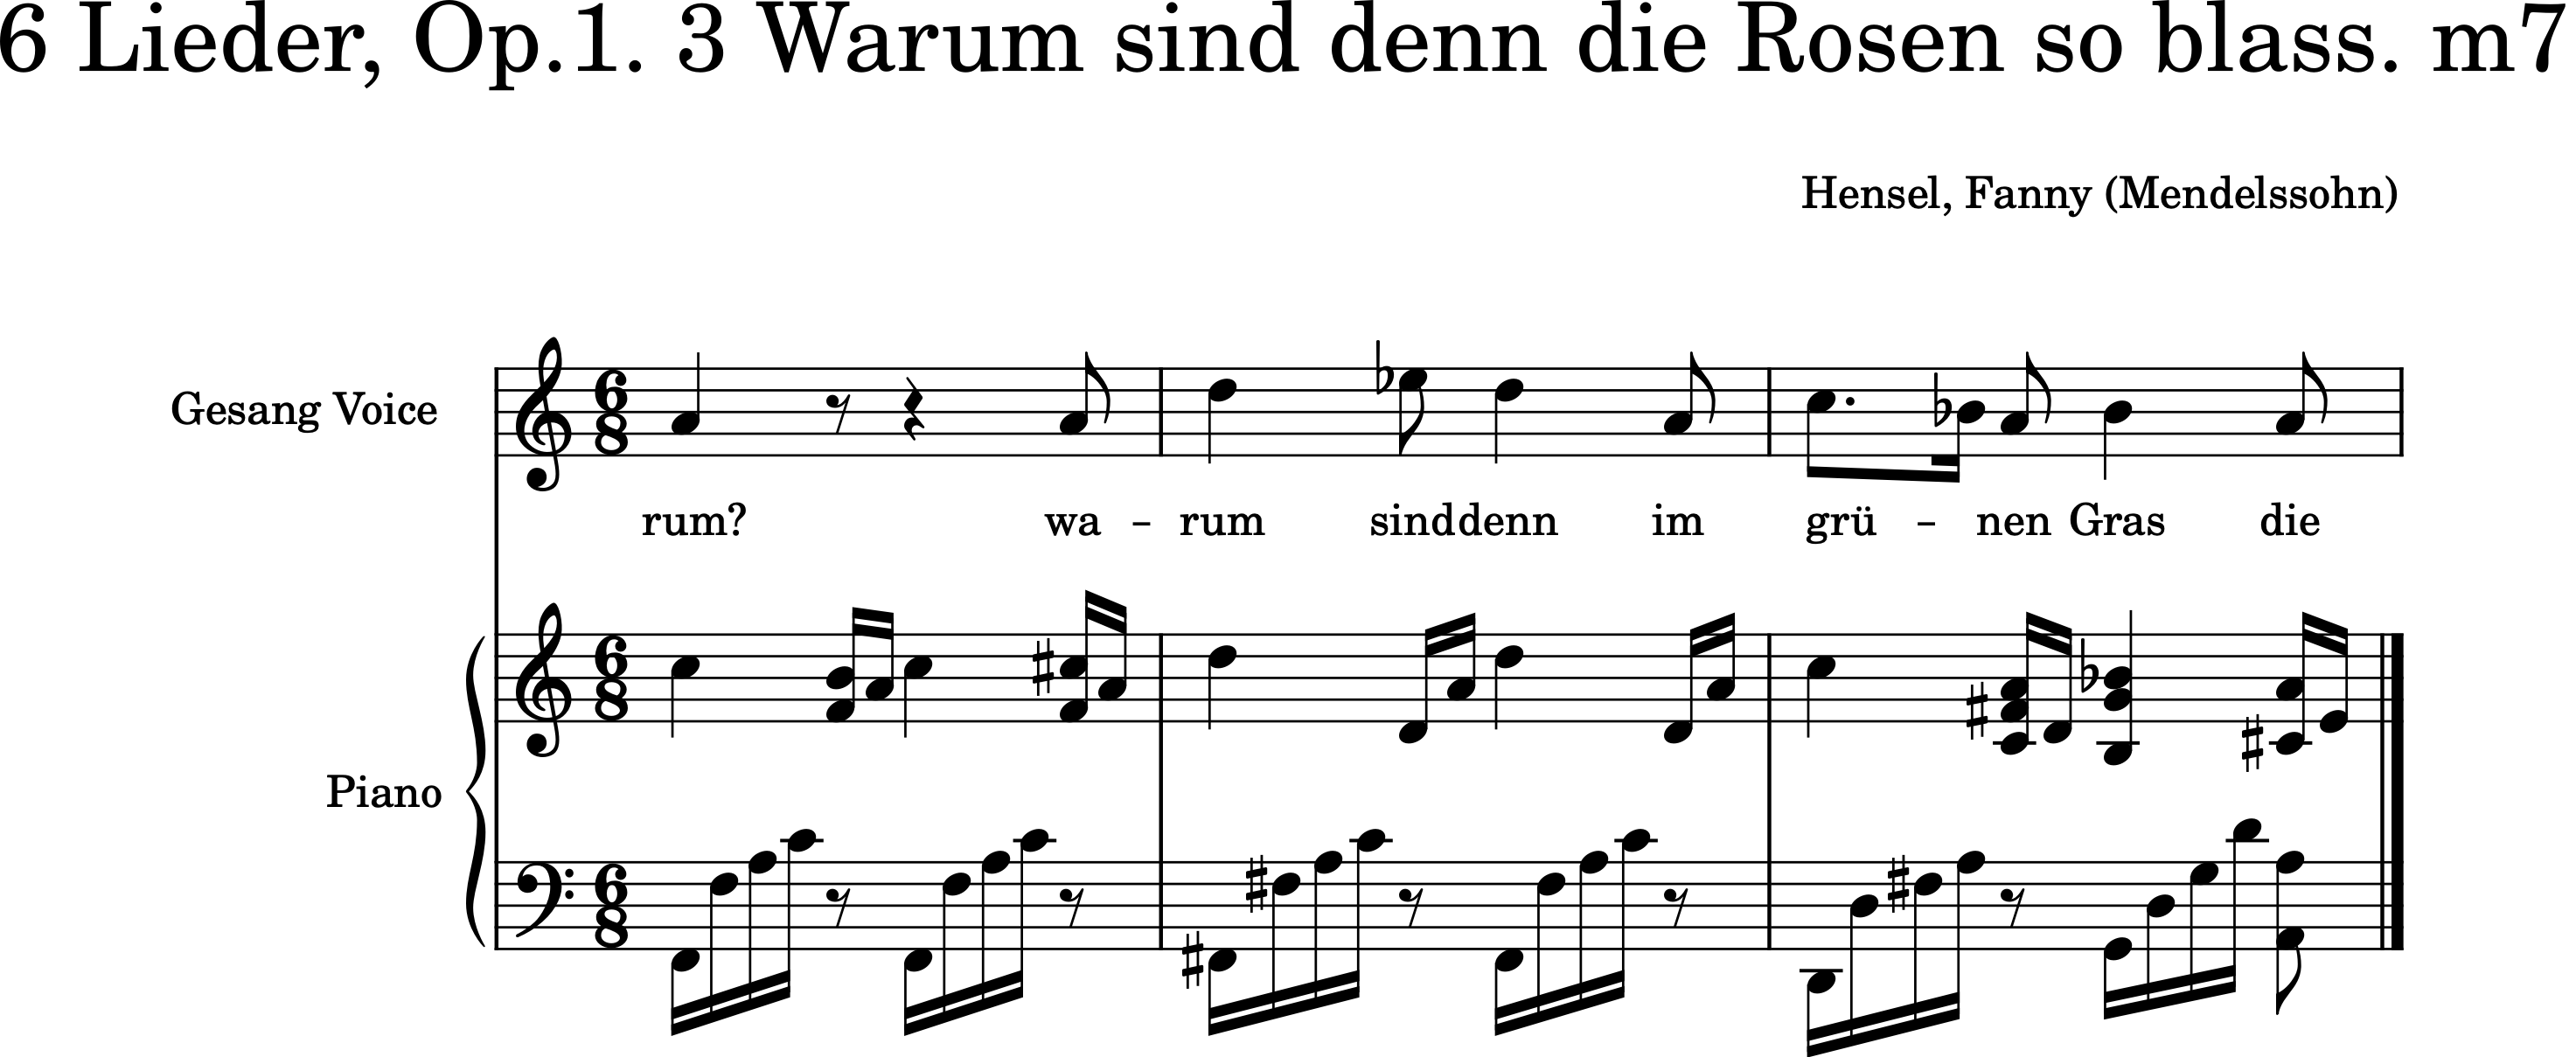 6 Lieder, Op.1. 3 Warum sind denn die Rosen so blass. m7
Hensel, Fanny (Mendelssohn)
Gesang Voice
rum? wa - rum sinddenn im grü - nen Gras die
Piano